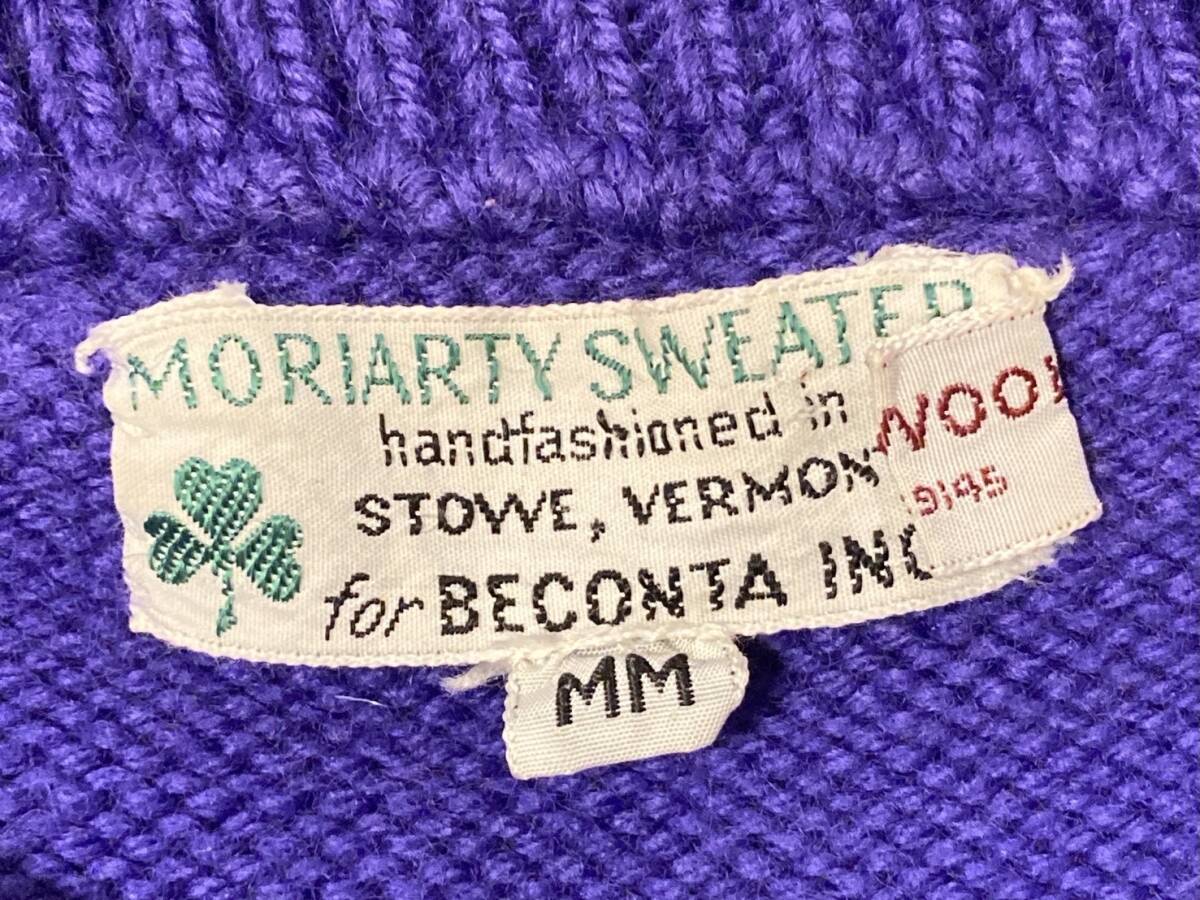 MORIARTY SWEATER
handfashioned in
STOWE, VERMON
for BECONTA INC
WOOL
9145
MM